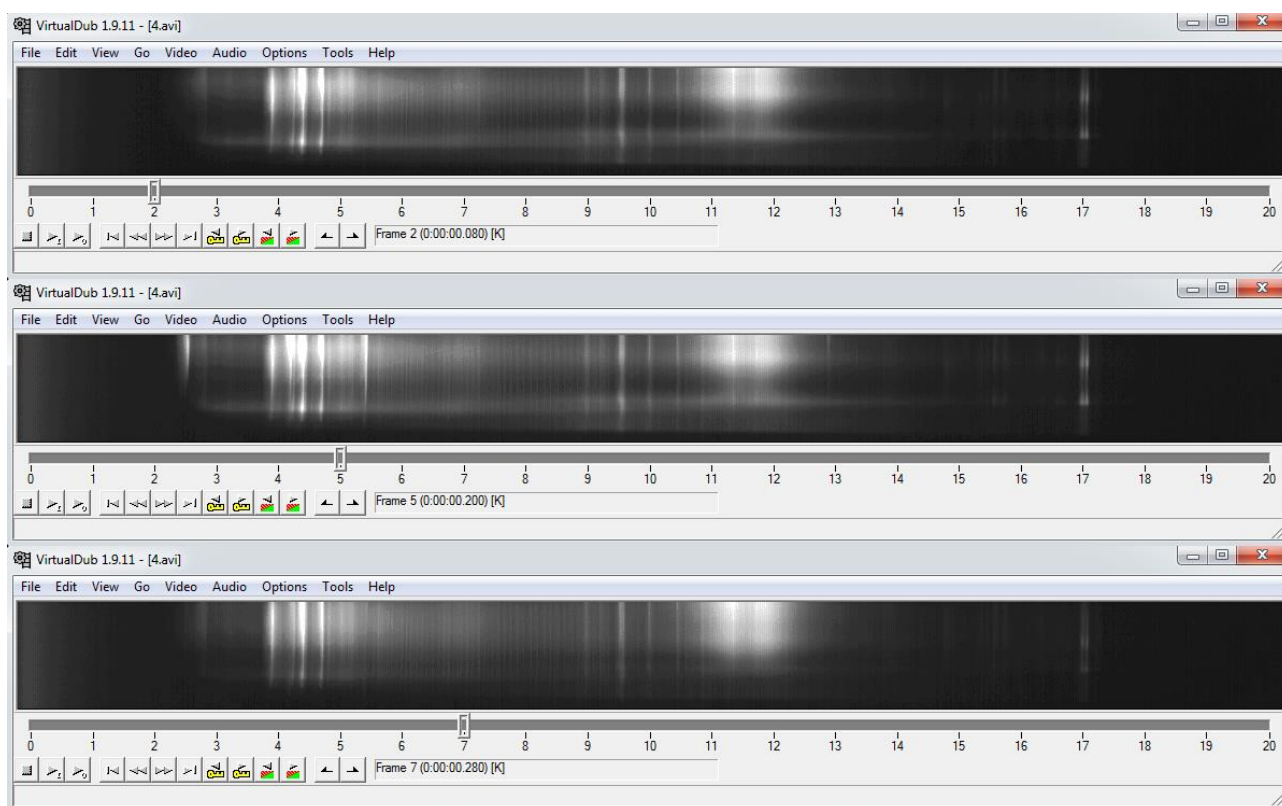 VirtualDub 1.9.11 - [4.avi]
File Edit View Go Video Audio Options Tools Help
0 1 2 3 4 5 6 7 8 9 10 11 12 13 14 15 16 17 18 19 20
Frame 2 (0:00:00.080) [K]
VirtualDub 1.9.11 - [4.avi]
File Edit View Go Video Audio Options Tools Help
0 1 2 3 4 5 6 7 8 9 10 11 12 13 14 15 16 17 18 19 20
Frame 5 (0:00:00.200) [K]
VirtualDub 1.9.11 - [4.avi]
File Edit View Go Video Audio Options Tools Help
0 1 2 3 4 5 6 7 8 9 10 11 12 13 14 15 16 17 18 19 20
Frame 7 (0:00:00.280) [K]